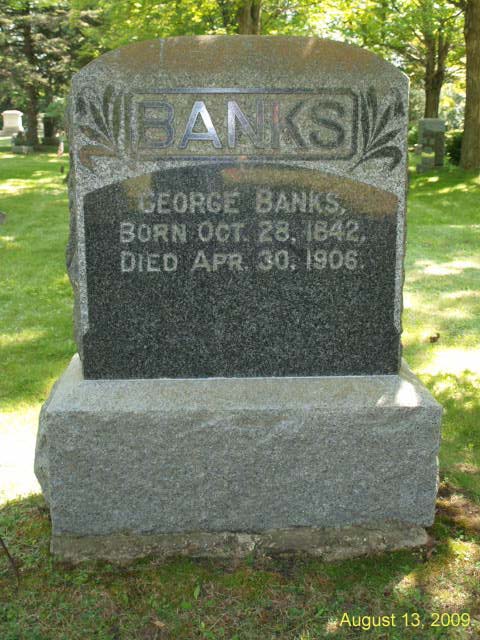 BANKS
GEORGE BANKS,
BORN OCT. 28, 1842,
DIED APR. 30, 1906.
August 13, 2009